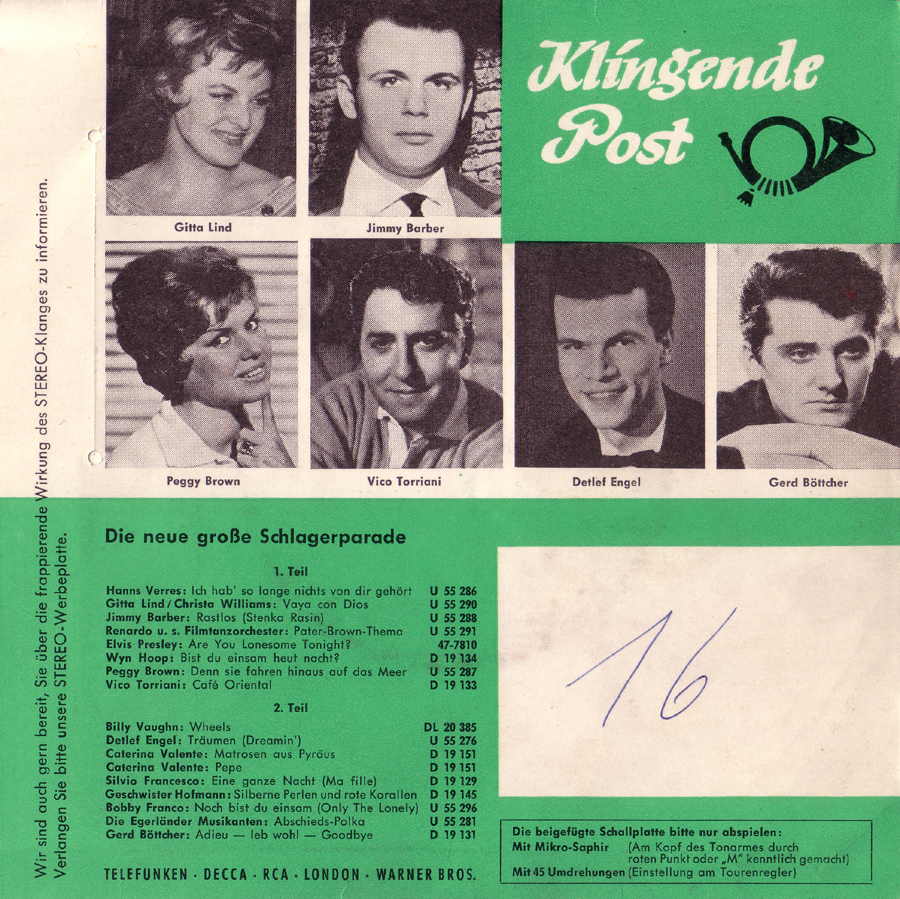 Klingende
Post
Gitta Lind
Jimmy Barber
Peggy Brown
Vico Torriani
Detlef Engel
Gerd Böttcher
Wir sind auch gern bereit, Sie über die frappierende Wirkung des STEREO-Klanges zu informieren.
Verlangen Sie bitte unsere STEREO-Werbeplatte.
Die neue große Schlagerparade
1. Teil
Hanns Verres: Ich hab' so lange nichts von dir gehört U 55 286
Gitta Lind/Christa Williams: Vaya con Dios U 55 290
Jimmy Barber: Rastlos (Stenka Rasin) U 55 288
Renardo u. s. Filmtanzorchester: Pater-Brown-Thema U 55 291
Elvis Presley: Are You Lonesome Tonight? 47-7810
Wyn Hoop: Bist du einsam heut nacht? D 19 134
Peggy Brown: Denn sie fahren hinaus auf das Meer U 55 287
Vico Torriani: Café Oriental D 19 133
2. Teil
Billy Vaughn: Wheels DL 20 385
Detlef Engel: Träumen (Dreamin') U 55 276
Caterina Valente: Matrosen aus Pyräus D 19 151
Caterina Valente: Pepe D 19 151
Silvio Francesco: Eine ganze Nacht (Ma fille) D 19 129
Geschwister Hofmann: Silberne Perlen und rote Korallen D 19 145
Bobby Franco: Noch bist du einsam (Only The Lonely) U 55 296
Die Egerländer Musikanten: Abschieds-Polka U 55 281
Gerd Böttcher: Adieu — leb wohl — Goodbye D 19 131
TELEFUNKEN · DECCA · RCA · LONDON · WARNER BROS.
16
Die beigefügte Schallplatte bitte nur abspielen:
Mit Mikro-Saphir (Am Kopf des Tonarmes durch
roten Punkt oder „M" kenntlich gemacht)
Mit 45 Umdrehungen (Einstellung am Tourenregler)